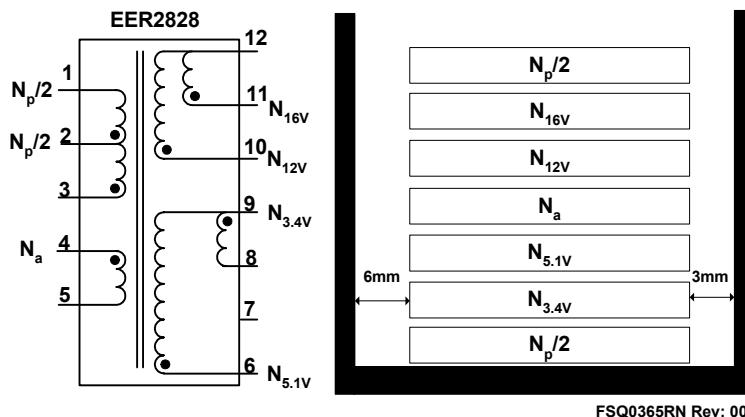 EER2828
12
1
Np/2
11
N16V
2
Np/2
10
N12V
3
9
N3.4V
4
Na
8
5
7
6
N5.1V
Np/2
N16V
N12V
Na
N5.1V
6mm
3mm
N3.4V
Np/2
FSQ0365RN Rev: 00